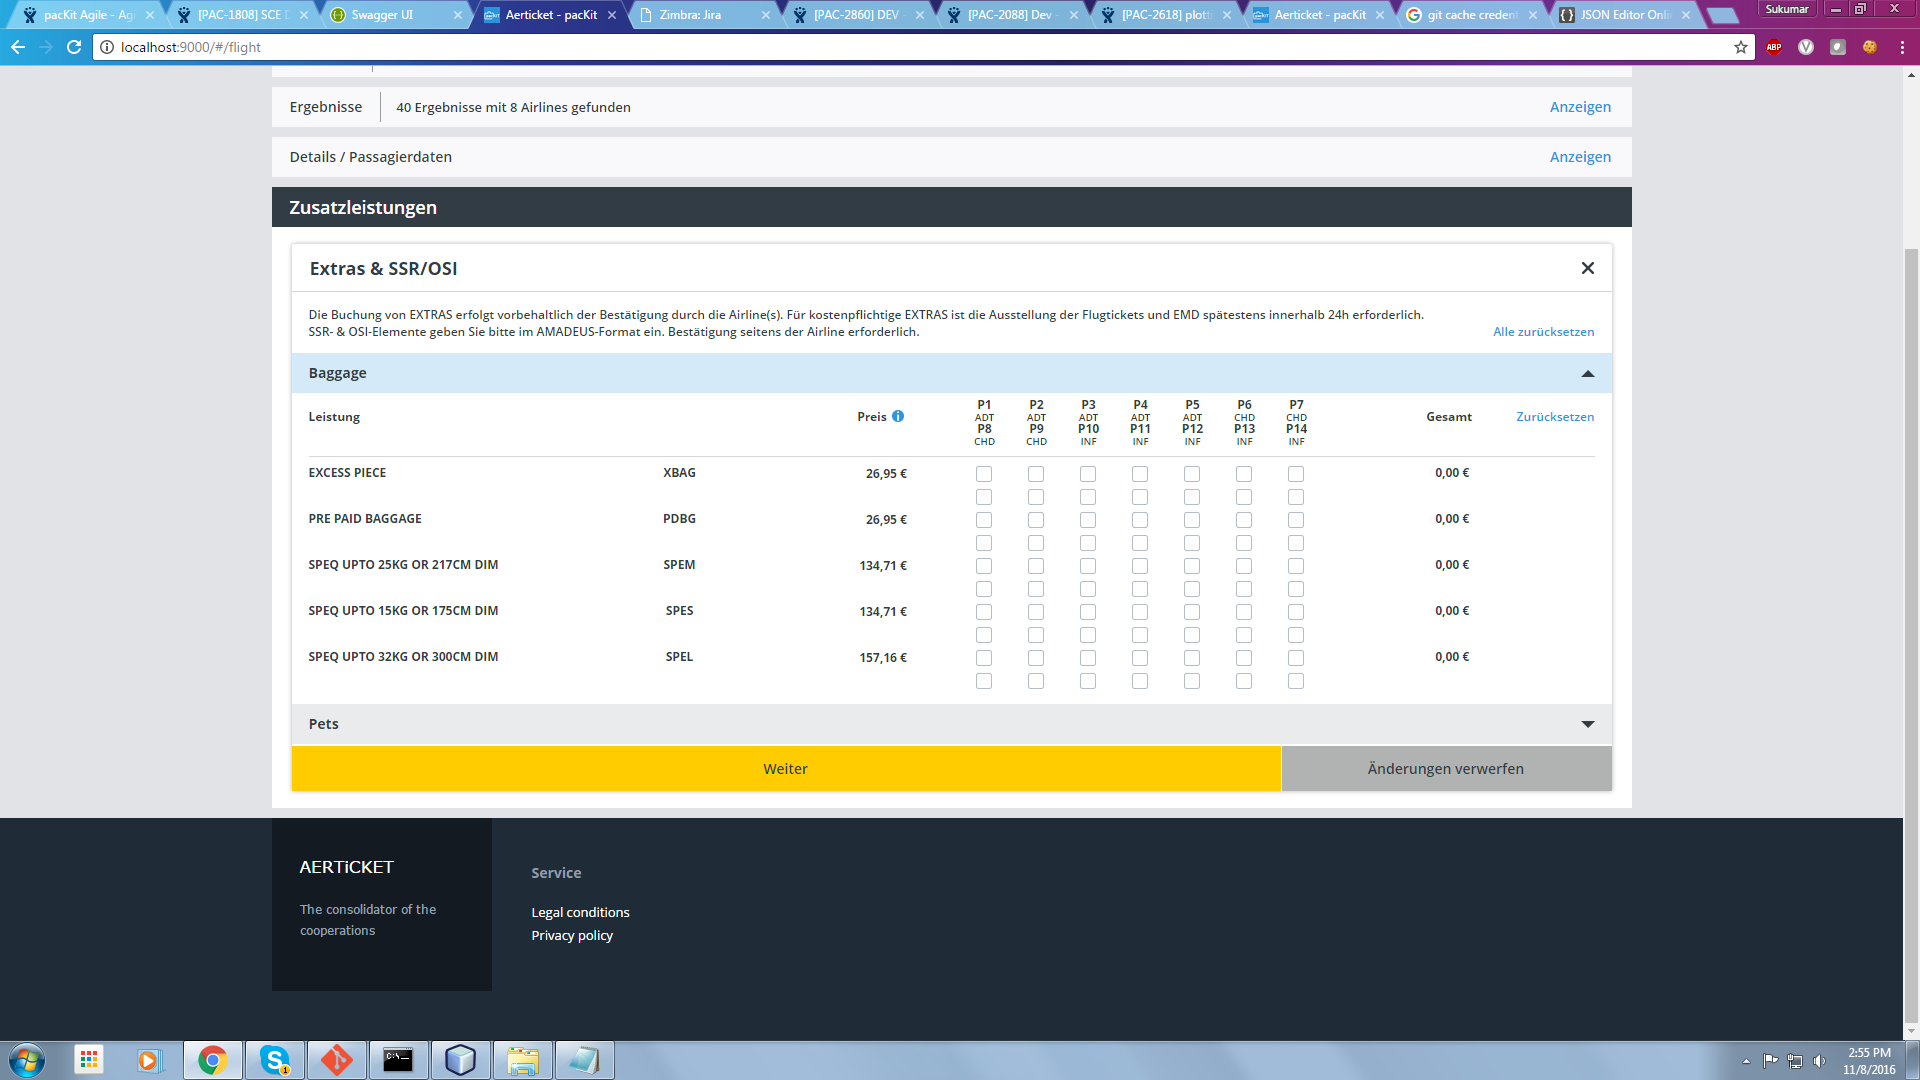 packit Agile - Ag
[PAC-1808] SCE D
Swagger UI
Aerticket - pacKit
Zimbra: Jira
[PAC-2860] DEV -
[PAC-2088] Dev -
[PAC-2618] plott
Aerticket - pacKit
git cache credent
JSON Editor Onli
Sukumar
localhost:9000/#/flight
ABP
Ergebnisse 40 Ergebnisse mit 8 Airlines gefunden Anzeigen
Details / Passagierdaten Anzeigen
Zusatzleistungen
Extras & SSR/OSI
Die Buchung von EXTRAS erfolgt vorbehaltlich der Bestätigung durch die Airline(s). Für kostenpflichtige EXTRAS ist die Ausstellung der Flugtickets und EMD spätestens innerhalb 24h erforderlich.
SSR- & OSI-Elemente geben Sie bitte im AMADEUS-Format ein. Bestätigung seitens der Airline erforderlich. Alle zurücksetzen
Baggage
P1 P2 P3 P4 P5 P6 P7
Leistung Preis ADT ADT ADT ADT ADT CHD CHD Gesamt Zurücksetzen
P8 P9 P10 P11 P12 P13 P14
CHD CHD INF INF INF INF INF
EXCESS PIECE XBAG 26,95 € 0,00 €
PRE PAID BAGGAGE PDBG 26,95 € 0,00 €
SPEQ UPTO 25KG OR 217CM DIM SPEM 134,71 € 0,00 €
SPEQ UPTO 15KG OR 175CM DIM SPES 134,71 € 0,00 €
SPEQ UPTO 32KG OR 300CM DIM SPEL 157,16 € 0,00 €
Pets
Weiter Änderungen verwerfen
AERTiCKET
The consolidator of the
cooperations
Service
Legal conditions
Privacy policy
2:55 PM
11/8/2016